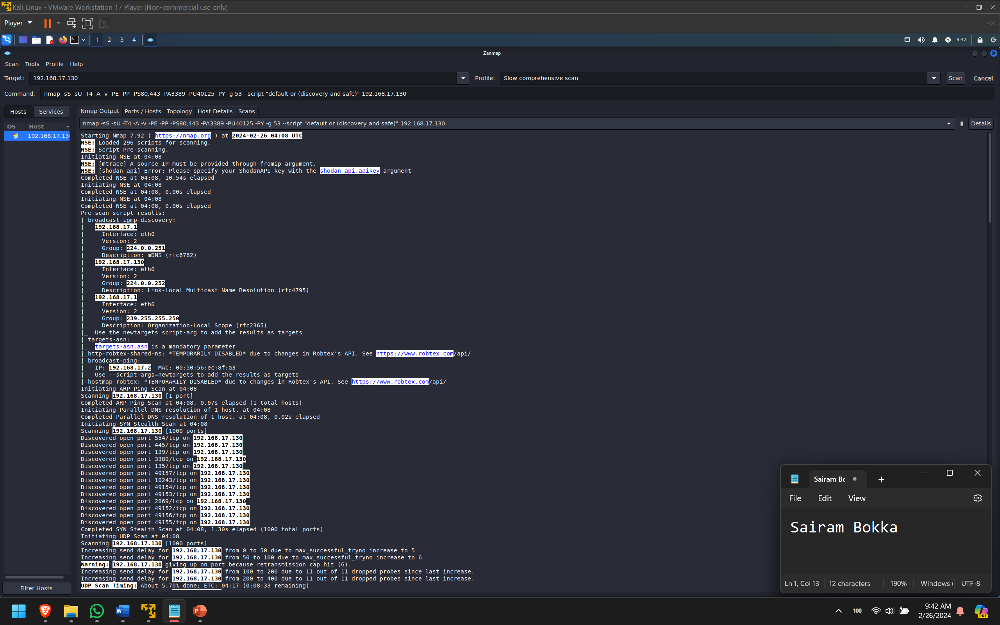 Kali_Linux - VMware Workstation 17 Player (Non-commercial use only)
Player
1 2 3 4
9:42
Zenmap
Scan Tools Profile Help
Target: 192.168.17.130 Profile: Slow comprehensive scan Scan Cancel
Command: nmap -sS -sU -T4 -A -v -PE -PP -PS80,443 -PA3389 -PU40125 -PY -g 53 --script "default or (discovery and safe)" 192.168.17.130
Hosts Services
Nmap Output Ports / Hosts Topology Host Details Scans
OS Host
192.168.17.13
nmap -sS -sU -T4 -A -v -PE -PP -PS80,443 -PA3389 -PU40125 -PY -g 53 --script "default or (discovery and safe)" 192.168.17.130 Details
Starting Nmap 7.92 ( https://nmap.org ) at 2024-02-26 04:08 UTC
NSE: Loaded 296 scripts for scanning.
NSE: Script Pre-scanning.
Initiating NSE at 04:08
NSE: [mtrace] A source IP must be provided through fromip argument.
NSE: [shodan-api] Error: Please specify your ShodanAPI key with the shodan-api.apikey argument
Completed NSE at 04:08, 10.54s elapsed
Initiating NSE at 04:08
Completed NSE at 04:08, 0.00s elapsed
Initiating NSE at 04:08
Completed NSE at 04:08, 0.00s elapsed
Pre-scan script results:
| broadcast-igmp-discovery:
|   192.168.17.1
|     Interface: eth0
|     Version: 2
|     Group: 224.0.0.251
|     Description: mDNS (rfc6762)
|   192.168.17.130
|     Interface: eth0
|     Version: 2
|     Group: 224.0.0.252
|     Description: Link-local Multicast Name Resolution (rfc4795)
|   192.168.17.1
|     Interface: eth0
|     Version: 2
|     Group: 239.255.255.250
|     Description: Organization-Local Scope (rfc2365)
|_  Use the newtargets script-arg to add the results as targets
| targets-asn:
|_  targets-asn.asn is a mandatory parameter
|_http-robtex-shared-ns: *TEMPORARILY DISABLED* due to changes in Robtex's API. See https://www.robtex.com/api/
| broadcast-ping:
|   IP: 192.168.17.2  MAC: 00:50:56:ec:8f:a3
|_  Use --script-args=newtargets to add the results as targets
|_hostmap-robtex: *TEMPORARILY DISABLED* due to changes in Robtex's API. See https://www.robtex.com/api/
Initiating ARP Ping Scan at 04:08
Scanning 192.168.17.130 [1 port]
Completed ARP Ping Scan at 04:08, 0.07s elapsed (1 total hosts)
Initiating Parallel DNS resolution of 1 host. at 04:08
Completed Parallel DNS resolution of 1 host. at 04:08, 0.02s elapsed
Initiating SYN Stealth Scan at 04:08
Scanning 192.168.17.130 [1000 ports]
Discovered open port 554/tcp on 192.168.17.130
Discovered open port 445/tcp on 192.168.17.130
Discovered open port 139/tcp on 192.168.17.130
Discovered open port 3389/tcp on 192.168.17.130
Discovered open port 135/tcp on 192.168.17.130
Discovered open port 49157/tcp on 192.168.17.130
Discovered open port 10243/tcp on 192.168.17.130
Discovered open port 49154/tcp on 192.168.17.130
Discovered open port 49153/tcp on 192.168.17.130
Discovered open port 2869/tcp on 192.168.17.130
Discovered open port 49152/tcp on 192.168.17.130
Discovered open port 49156/tcp on 192.168.17.130
Discovered open port 49155/tcp on 192.168.17.130
Completed SYN Stealth Scan at 04:08, 1.30s elapsed (1000 total ports)
Initiating UDP Scan at 04:08
Scanning 192.168.17.130 [1000 ports]
Increasing send delay for 192.168.17.130 from 0 to 50 due to max_successful_tryno increase to 5
Increasing send delay for 192.168.17.130 from 50 to 100 due to max_successful_tryno increase to 6
Warning: 192.168.17.130 giving up on port because retransmission cap hit (6).
Increasing send delay for 192.168.17.130 from 100 to 200 due to 11 out of 11 dropped probes since last increase.
Increasing send delay for 192.168.17.130 from 200 to 400 due to 11 out of 11 dropped probes since last increase.
UDP Scan Timing: About 5.70% done; ETC: 04:17 (0:08:33 remaining)
Filter Hosts
Sairam Bc
File Edit View
Sairam Bokka
Ln 1, Col 13 12 characters 190% Windows ( UTF-8
W
P
100
9:42 AM
2/26/2024
PRE